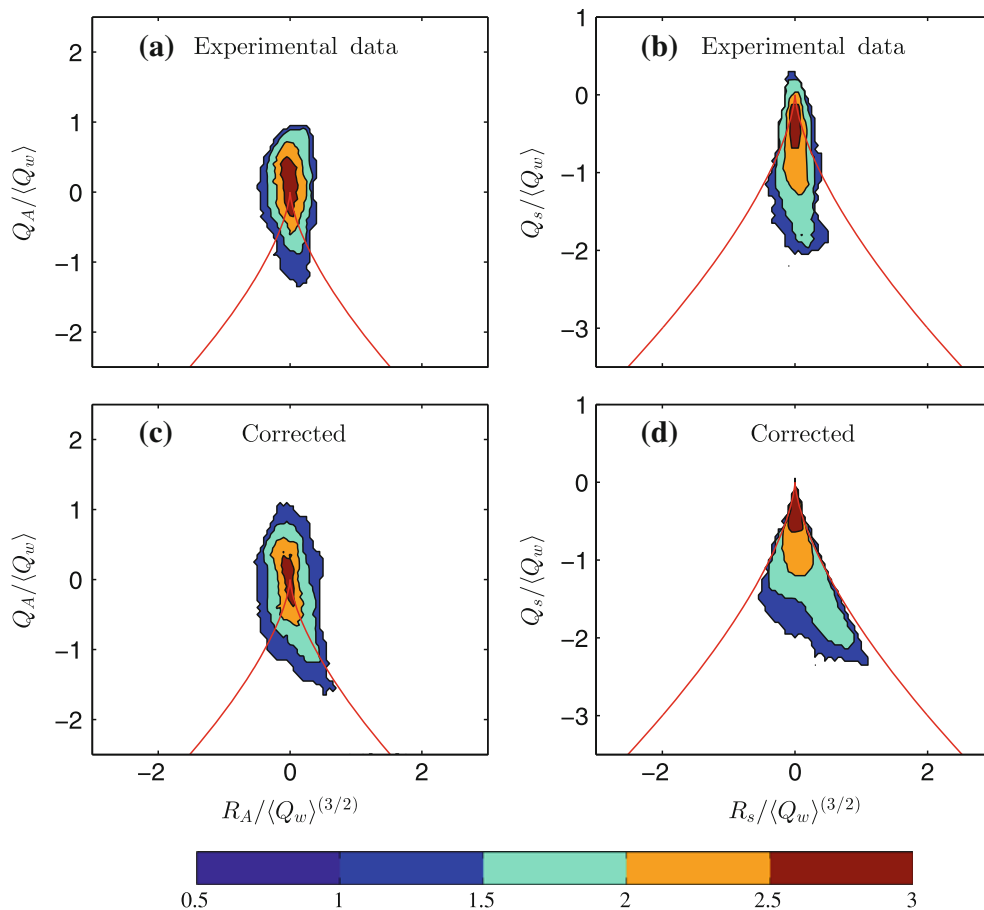 (a) Experimental data
2
1
0
−1
−2
Q_A/⟨Q_w⟩
(b) Experimental data
1
0
−1
−2
−3
Q_s/⟨Q_w⟩
(c) Corrected
2
1
0
−1
−2
Q_A/⟨Q_w⟩
−2 0 2
R_A/⟨Q_w⟩^(3/2)
(d) Corrected
1
0
−1
−2
−3
Q_s/⟨Q_w⟩
−2 0 2
R_s/⟨Q_w⟩^(3/2)
0.5 1 1.5 2 2.5 3